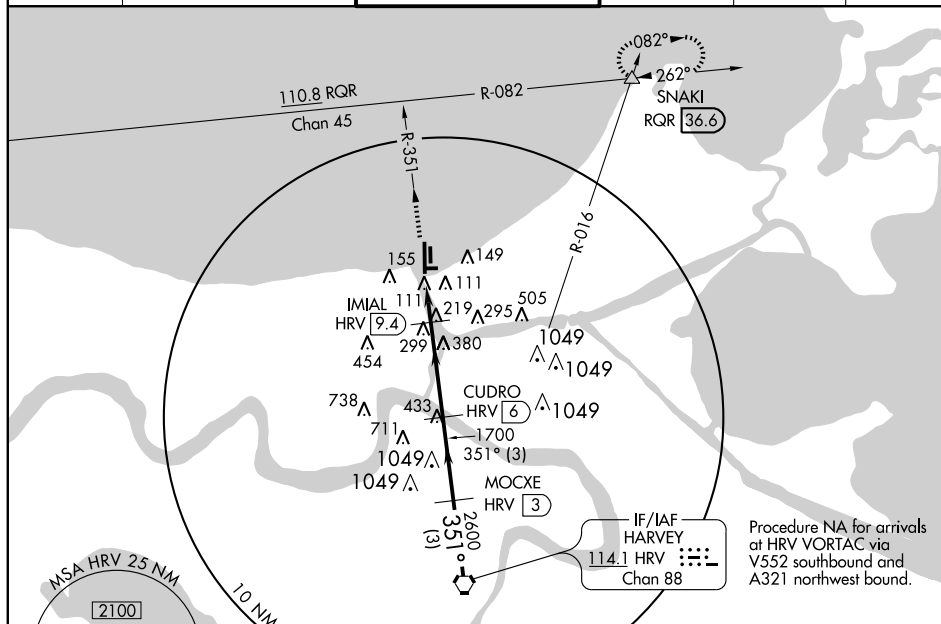 082°
262°
SNAKI
RQR 36.6
110.8 RQR
Chan 45
R-082
R-351
R-016
155
149
111
111
IMIAL
HRV 9.4
219
295
505
299
380
454
1049
1049
CUDRO
HRV 6
1049
738
433
711
1700
351° (3)
1049
1049
MOCXE
HRV 3
2600
351°
(3)
IF/IAF
HARVEY
114.1 HRV
Chan 88
Procedure NA for arrivals
at HRV VORTAC via
V552 southbound and
A321 northwest bound.
MSA HRV 25 NM
2100
10 NM